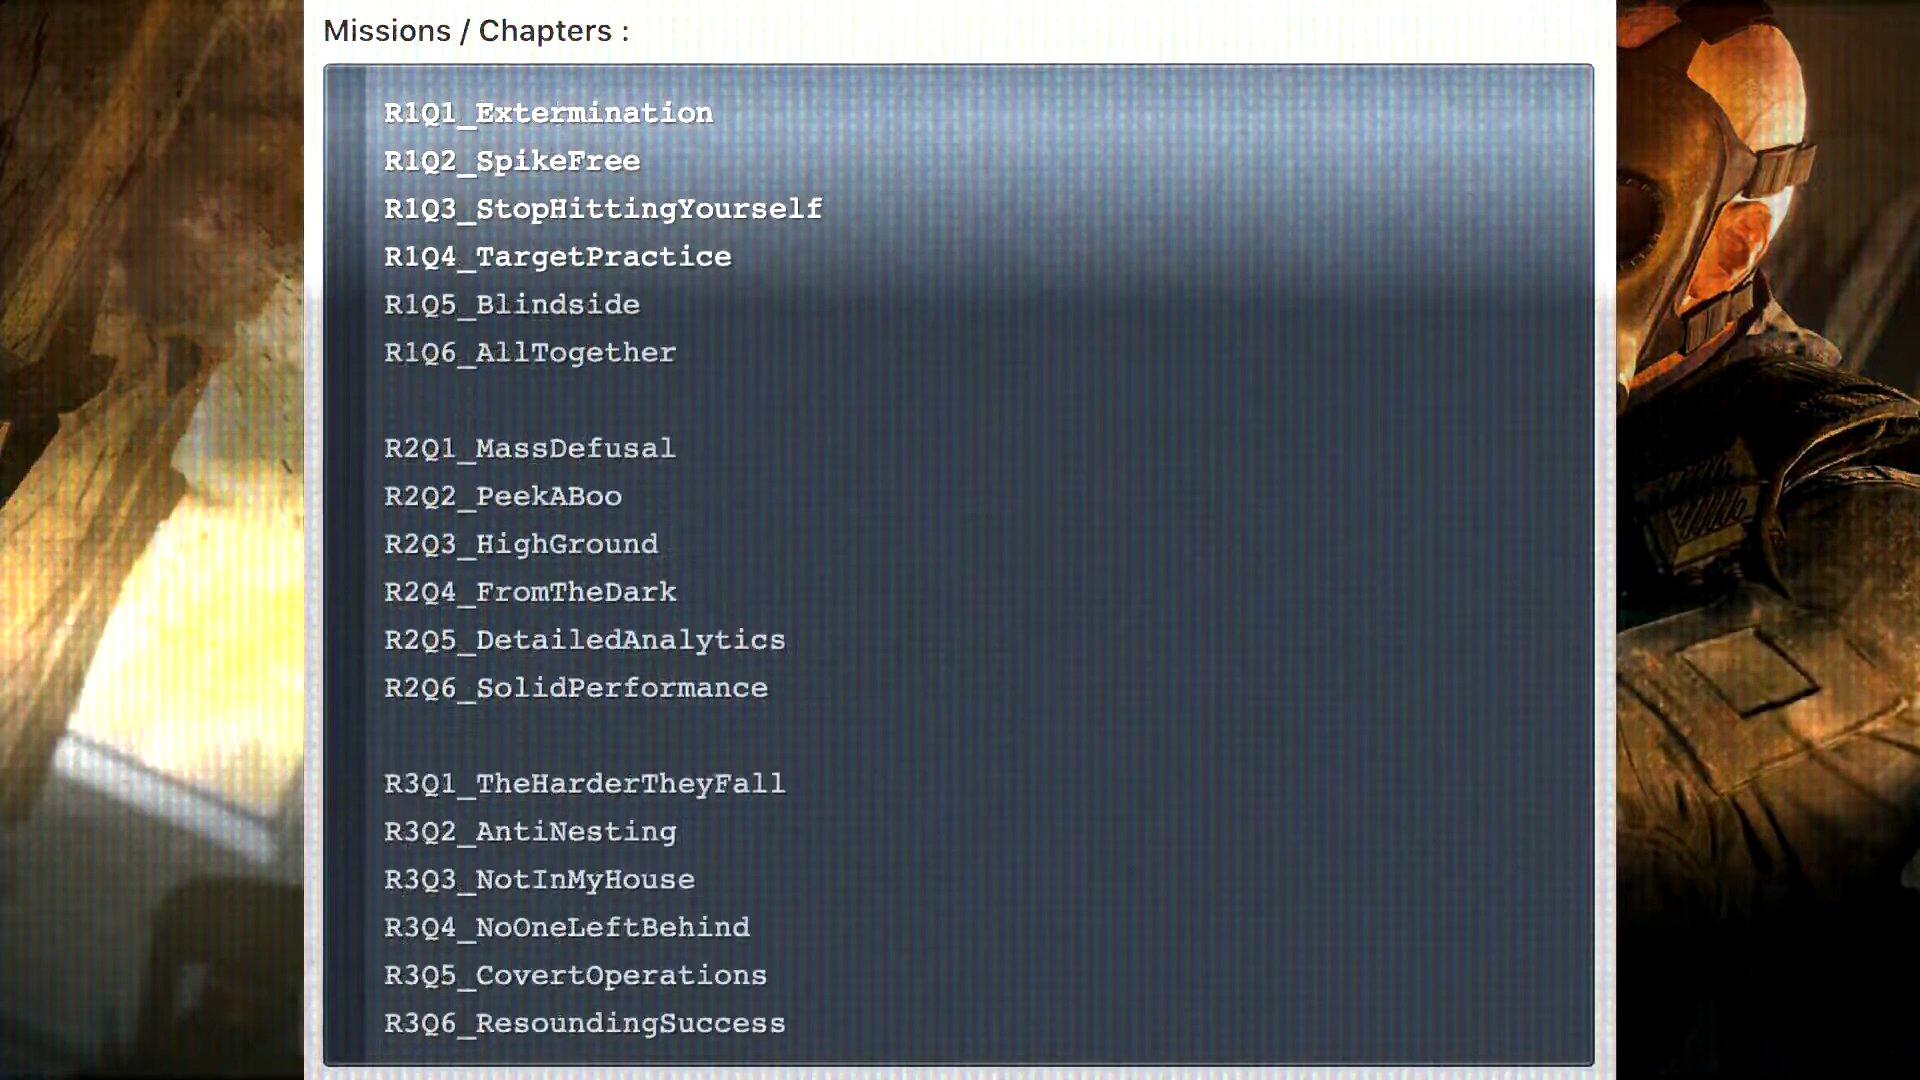 Missions / Chapters :
R1Q1_Extermination
R1Q2_SpikeFree
R1Q3_StopHittingYourself
R1Q4_TargetPractice
R1Q5_Blindside
R1Q6_AllTogether
R2Q1_MassDefusal
R2Q2_PeekABoo
R2Q3_HighGround
R2Q4_FromTheDark
R2Q5_DetailedAnalytics
R2Q6_SolidPerformance
R3Q1_TheHarderTheyFall
R3Q2_AntiNesting
R3Q3_NotInMyHouse
R3Q4_NoOneLeftBehind
R3Q5_CovertOperations
R3Q6_ResoundingSuccess